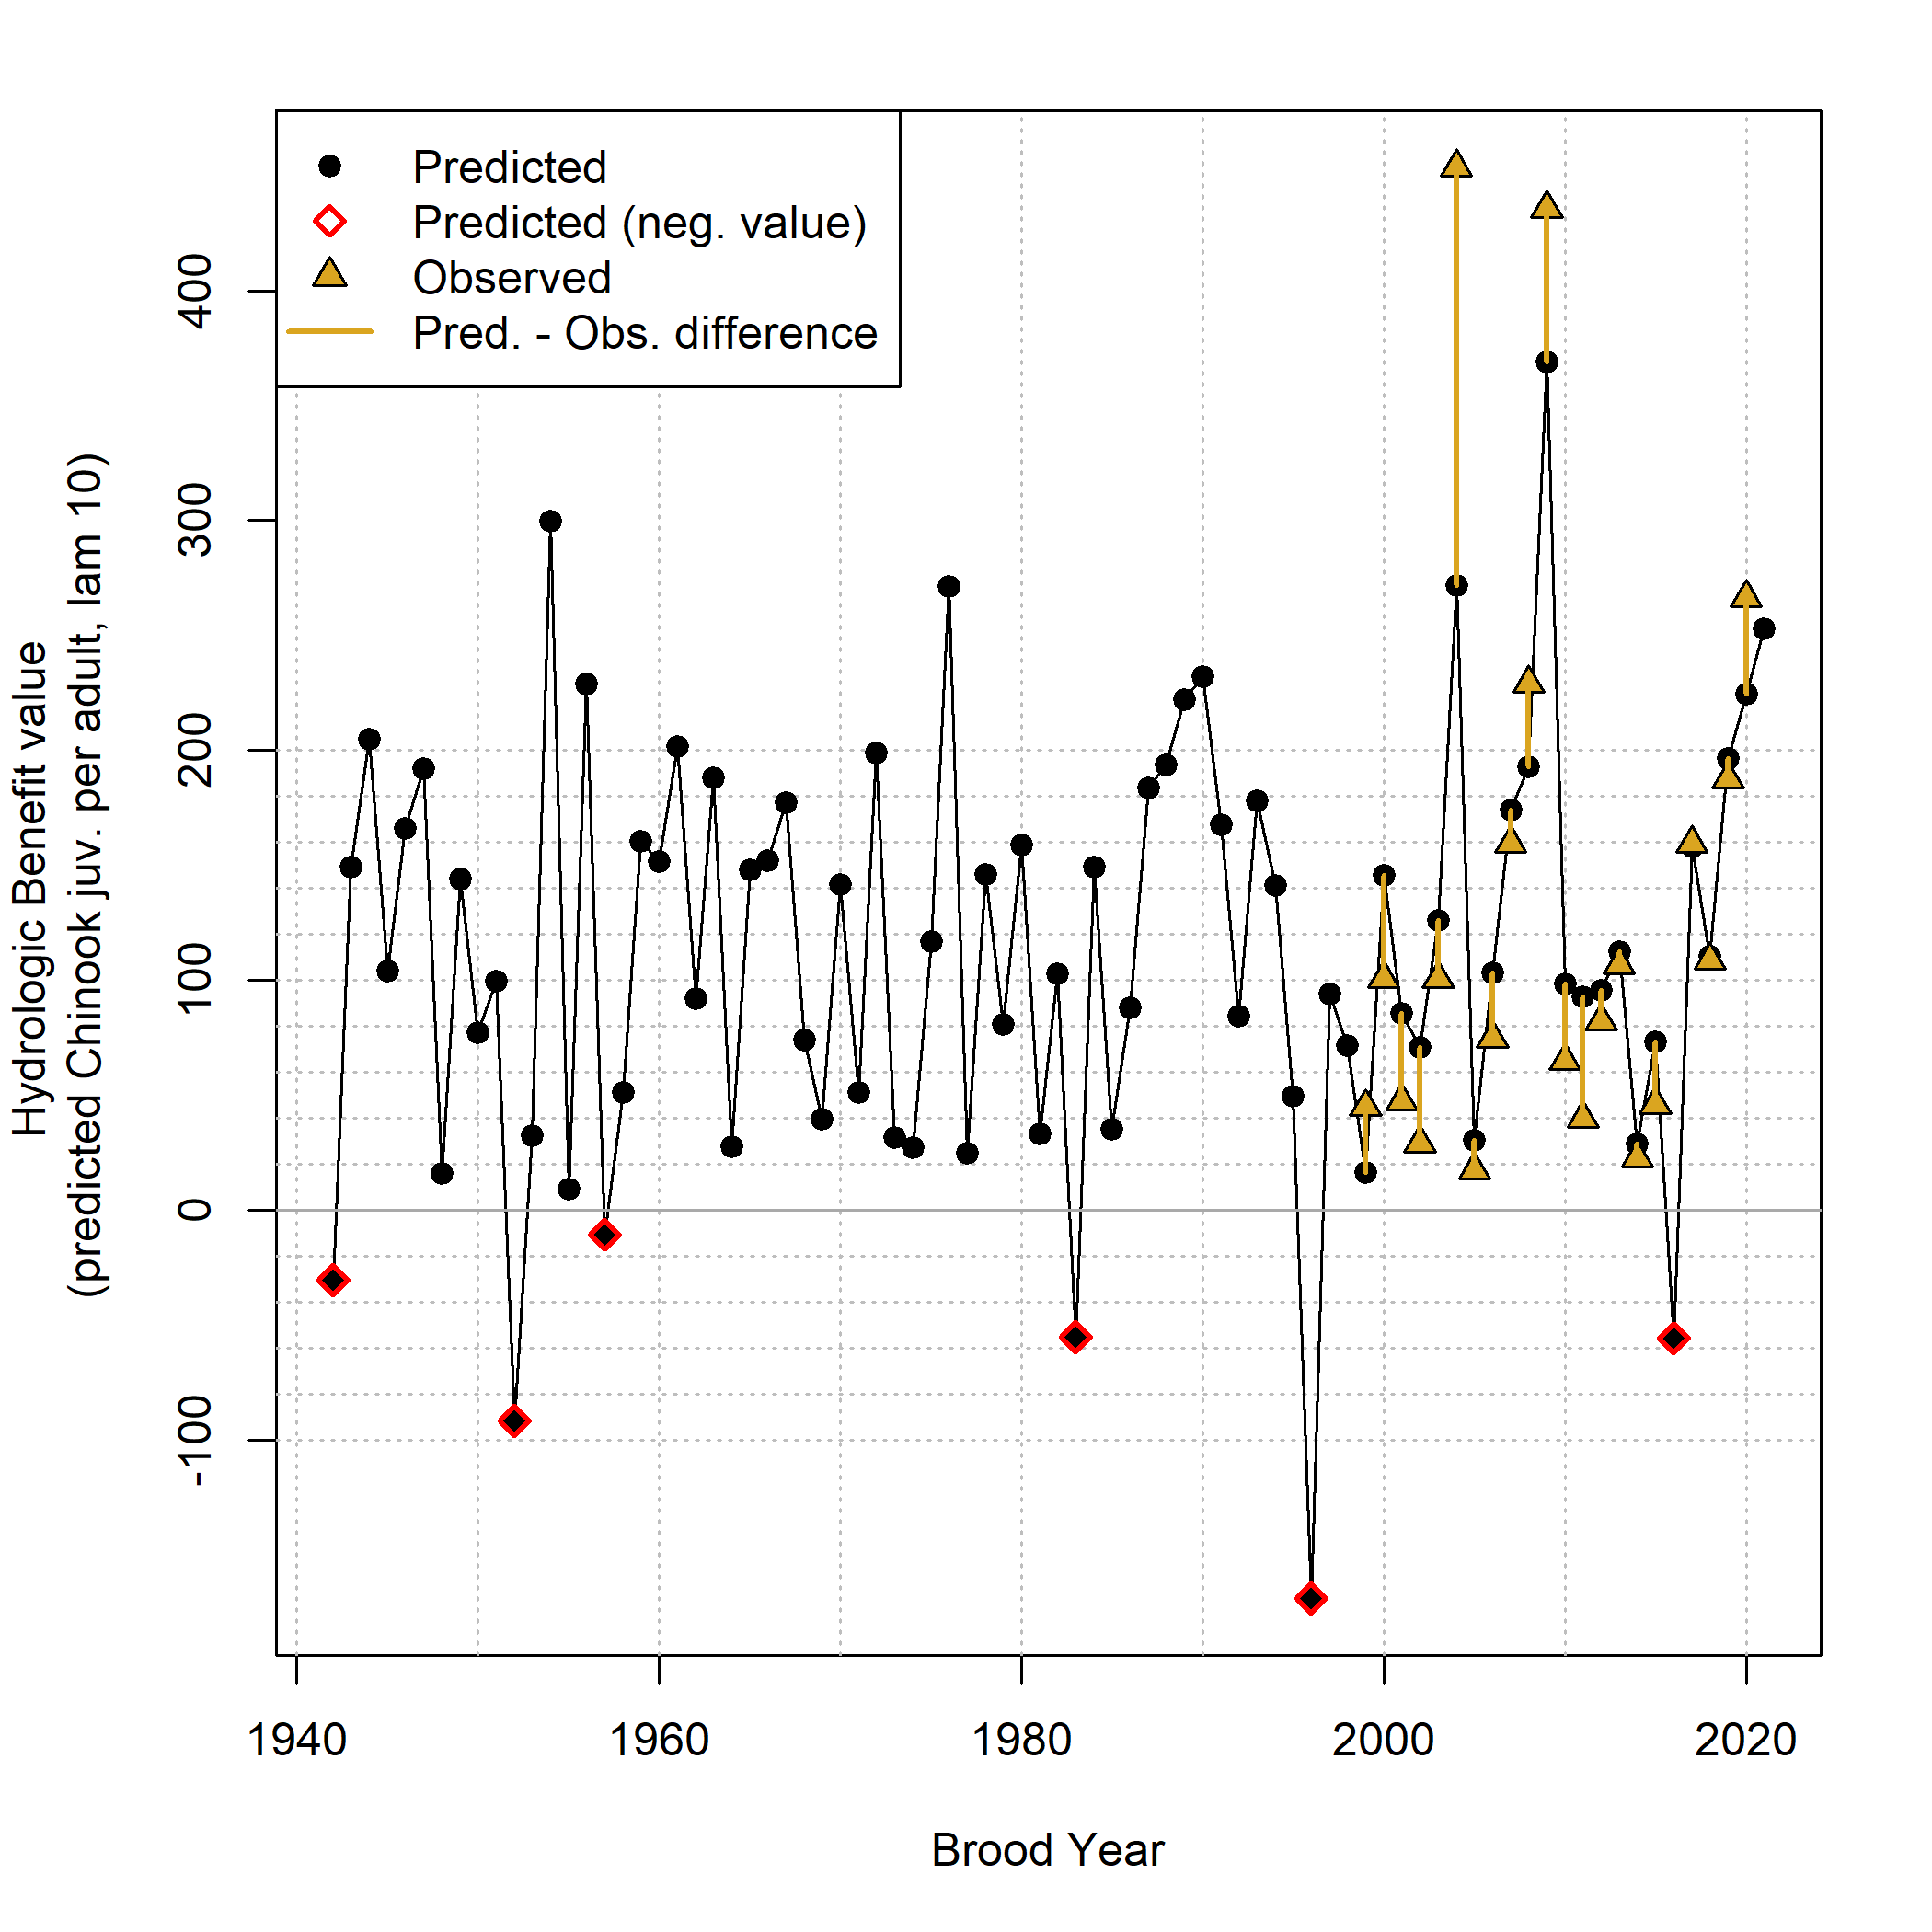 Predicted
Predicted (neg. value)
Observed
Pred. - Obs. difference
Hydrologic Benefit value
(predicted Chinook juv. per adult, lam 10)
400
300
200
100
0
-100
1940
1960
1980
2000
2020
Brood Year